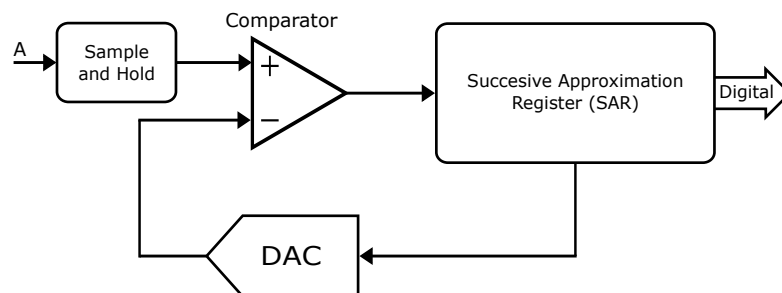 Comparator
A
Sample
and Hold
+
−
Succesive Approximation
Register (SAR)
Digital
DAC